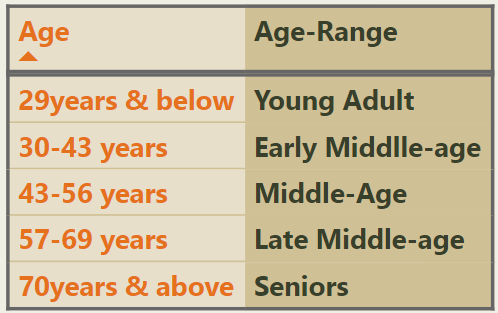 Age Age-Range
29years & below Young Adult
30-43 years Early Middlle-age
43-56 years Middle-Age
57-69 years Late Middle-age
70years & above Seniors